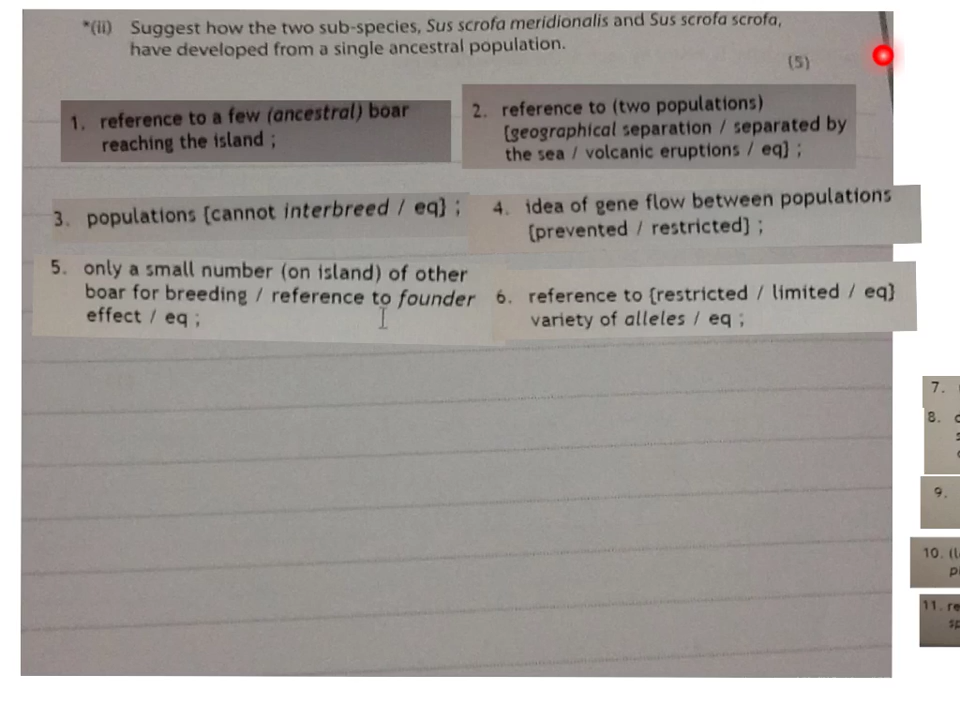 *(ii) Suggest how the two sub-species, Sus scrofa meridionalis and Sus scrofa scrofa,
have developed from a single ancestral population.
(5)
1. reference to a few (ancestral) boar
reaching the island ;
2. reference to (two populations)
{geographical separation / separated by
the sea / volcanic eruptions / eq} ;
3. populations {cannot interbreed / eq} ;
4. idea of gene flow between populations
{prevented / restricted} ;
5. only a small number (on island) of other
boar for breeding / reference to founder
effect / eq ;
6. reference to {restricted / limited / eq}
variety of alleles / eq ;
7.
8.
9.
10.
11. re
sp